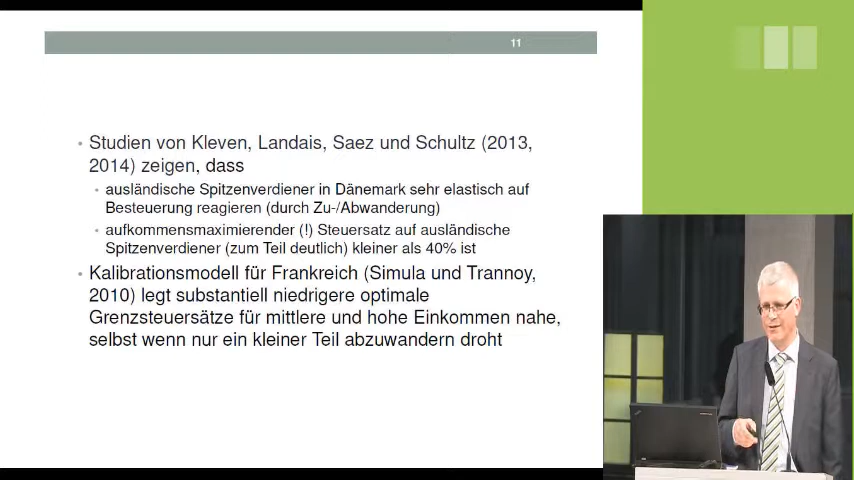 11
Studien von Kleven, Landais, Saez und Schultz (2013,
2014) zeigen, dass
ausländische Spitzenverdiener in Dänemark sehr elastisch auf
Besteuerung reagieren (durch Zu-/Abwanderung)
aufkommensmaximierender (!) Steuersatz auf ausländische
Spitzenverdiener (zum Teil deutlich) kleiner als 40% ist
Kalibrationsmodell für Frankreich (Simula und Trannoy,
2010) legt substantiell niedrigere optimale
Grenzsteuersätze für mittlere und hohe Einkommen nahe,
selbst wenn nur ein kleiner Teil abzuwandern droht